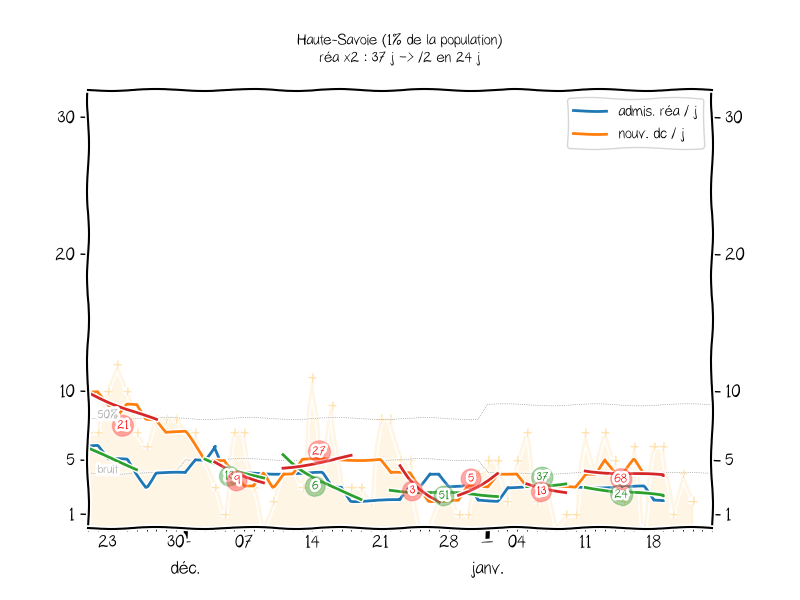 Haute-Savoie (1% de la population)
réa x2 : 37 j -> /2 en 24 j
admis. réa / j
nouv. dc / j
30 30
20 20
10 10
50%
21
27
5 5
bruit
9
6
3
51
5
37
13
68
24
1 1
23 30 07 14 21 28 04 11 18
déc. janv.